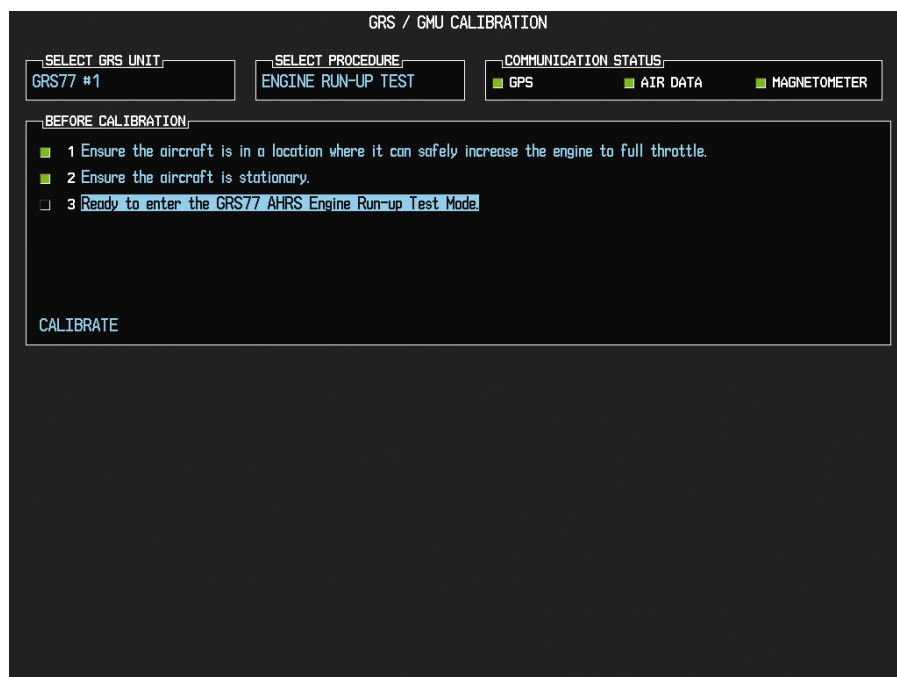 GRS / GMU CALIBRATION
SELECT GRS UNIT
GRS77 #1
SELECT PROCEDURE
ENGINE RUN-UP TEST
COMMUNICATION STATUS
GPS
AIR DATA
MAGNETOMETER
BEFORE CALIBRATION
1 Ensure the aircraft is in a location where it can safely increase the engine to full throttle.
2 Ensure the aircraft is stationary.
3 Ready to enter the GRS77 AHRS Engine Run-up Test Mode.
CALIBRATE